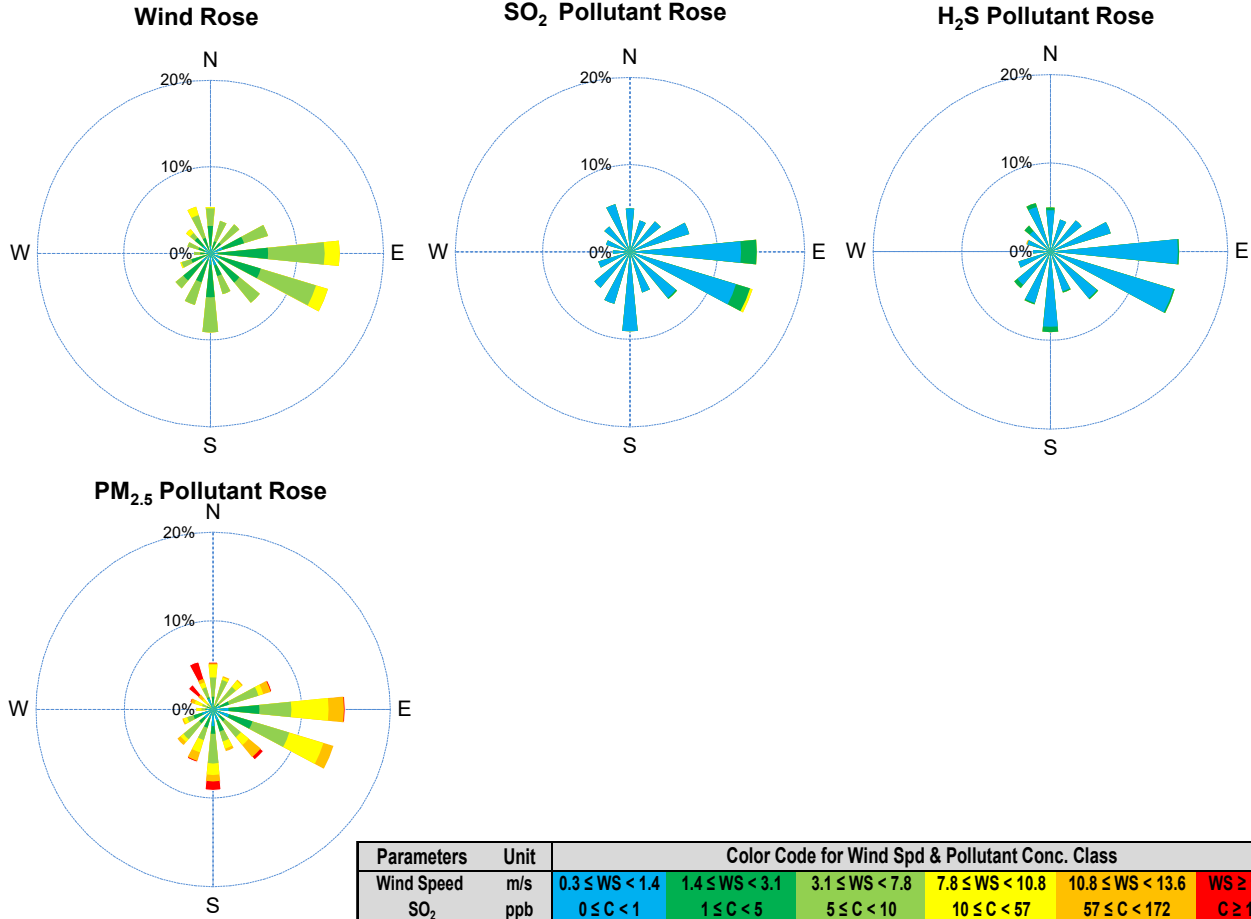 Wind Rose
SO2 Pollutant Rose
H2S Pollutant Rose
N
20%
10%
0%
W
E
S
N
20%
10%
0%
W
E
S
N
20%
10%
0%
W
E
S
PM2.5 Pollutant Rose
N
20%
10%
0%
W
E
S
Parameters Unit Color Code for Wind Spd & Pollutant Conc. Class
Wind Speed m/s 0.3 ≤ WS < 1.4 1.4 ≤ WS < 3.1 3.1 ≤ WS < 7.8 7.8 ≤ WS < 10.8 10.8 ≤ WS < 13.6 WS ≥
SO2 ppb 0 ≤ C < 1 1 ≤ C < 5 5 ≤ C < 10 10 ≤ C < 57 57 ≤ C < 172 C ≥